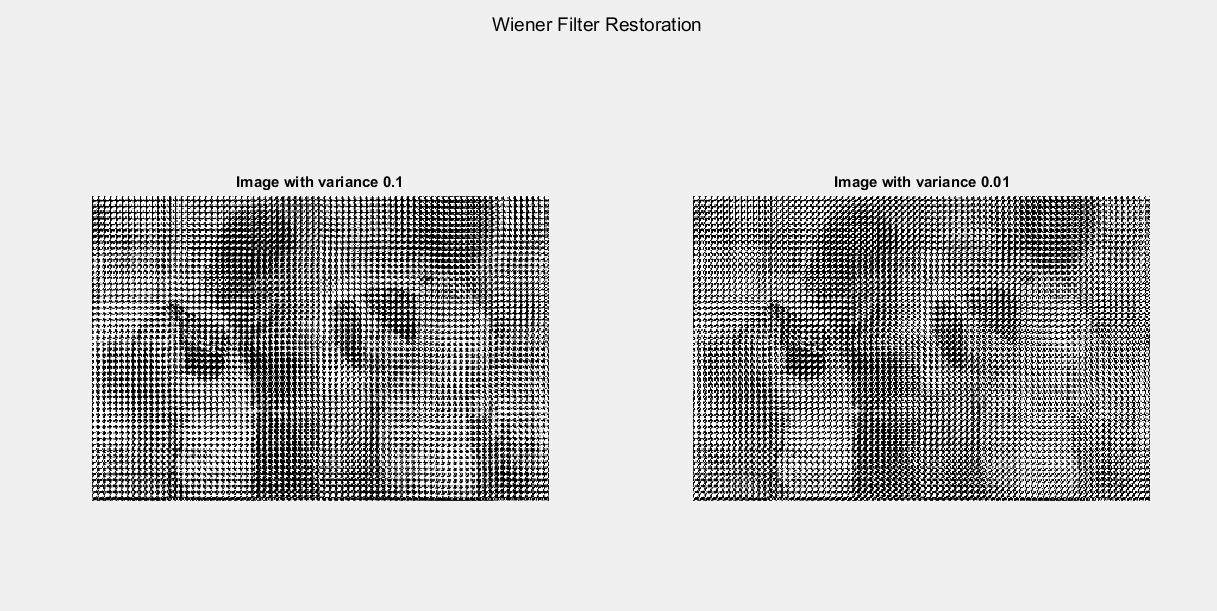 Wiener Filter Restoration
Image with variance 0.1
Image with variance 0.01